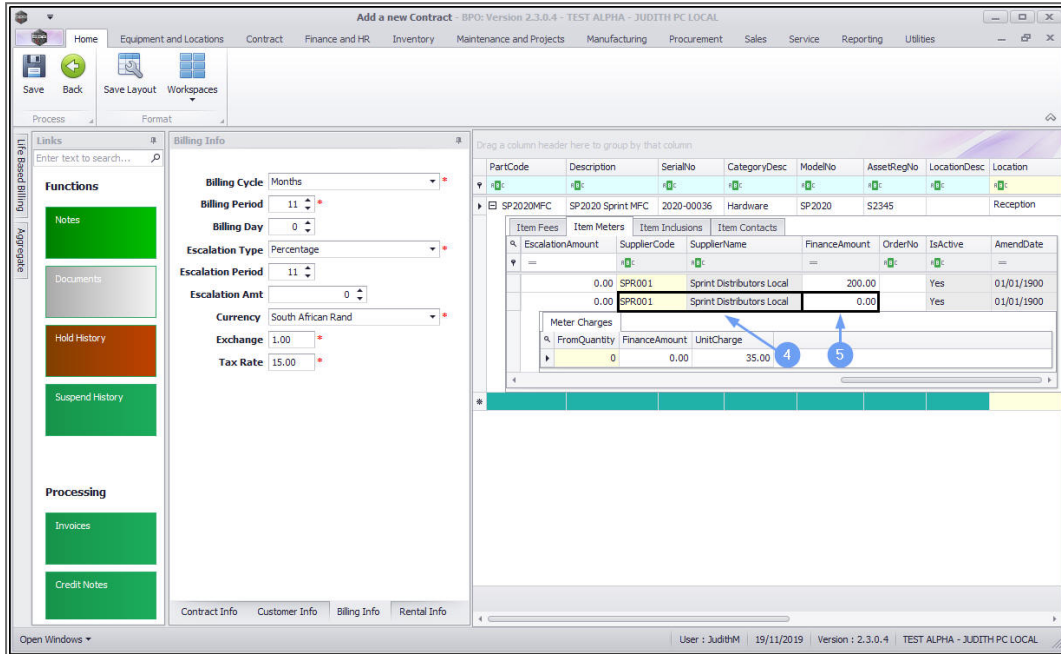 Add a new Contract - BPO: Version 2.3.0.4 - TEST ALPHA - JUDITH PC LOCAL
Home Equipment and Locations Contract Finance and HR Inventory Maintenance and Projects Manufacturing Procurement Sales Service Reporting Utilities
Save Back Save Layout Workspaces
Process Format
Life Based Billing
Aggregate
Links
Enter text to search...
Functions
Notes
Documents
Hold History
Suspend History
Processing
Invoices
Credit Notes
Billing Info
Billing Cycle Months *
Billing Period 11 *
Billing Day 0
Escalation Type Percentage *
Escalation Period 11
Escalation Amt 0
Currency South African Rand *
Exchange 1.00 *
Tax Rate 15.00 *
Contract Info Customer Info Billing Info Rental Info
Drag a column header here to group by that column
PartCode Description SerialNo CategoryDesc ModelNo AssetRegNo LocationDesc Location
SP2020MFC SP2020 Sprint MFC 2020-00036 Hardware SP2020 S2345 Reception
Item Fees Item Meters Item Inclusions Item Contacts
EscalationAmount SupplierCode SupplierName FinanceAmount OrderNo IsActive AmendDate
0.00 SPR001 Sprint Distributors Local 200.00 Yes 01/01/1900
0.00 SPR001 Sprint Distributors Local 0.00 Yes 01/01/1900
Meter Charges
FromQuantity FinanceAmount UnitCharge
0 0.00 35.00
4 5
Open Windows User : JudithM 19/11/2019 Version : 2.3.0.4 TEST ALPHA - JUDITH PC LOCAL